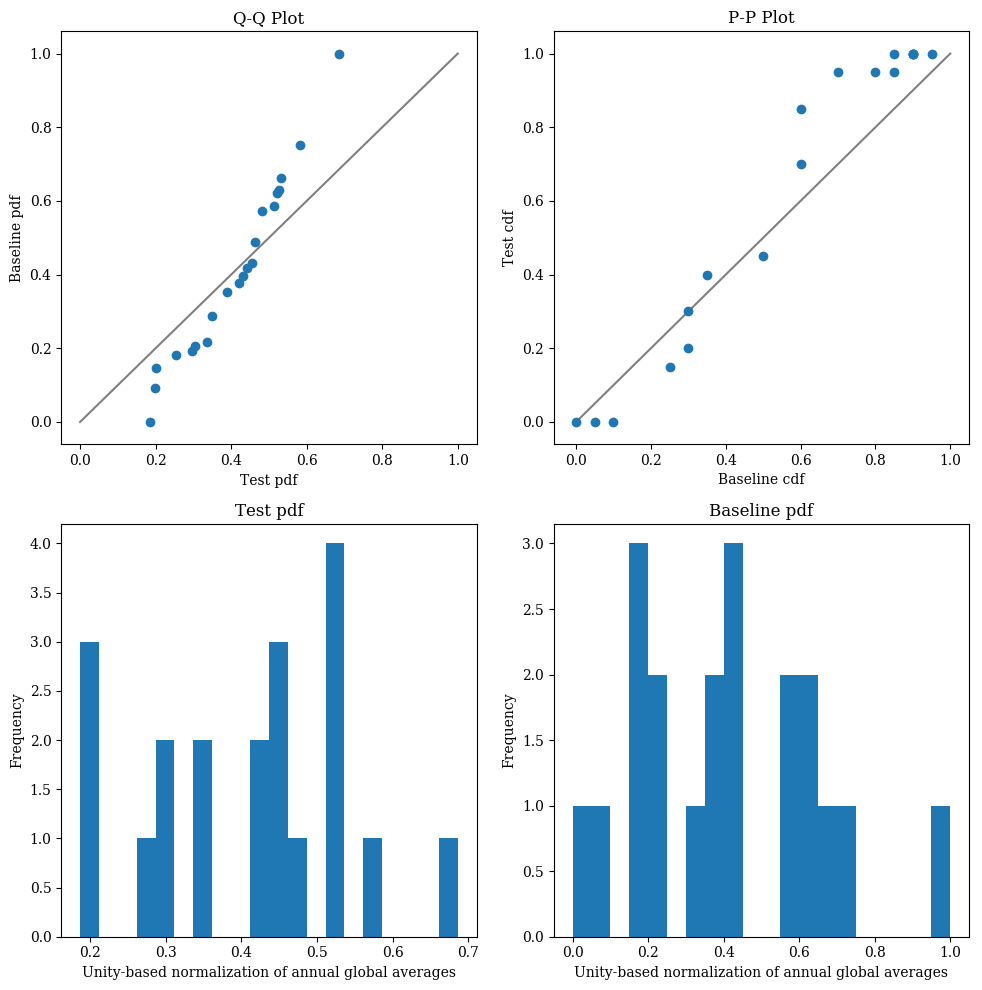 Q-Q Plot
1.0
0.8
0.6
0.4
0.2
0.0
Baseline pdf
0.0 0.2 0.4 0.6 0.8 1.0
Test pdf
P-P Plot
1.0
0.8
0.6
0.4
0.2
0.0
Test cdf
0.0 0.2 0.4 0.6 0.8 1.0
Baseline cdf
Test pdf
4.0
3.5
3.0
2.5
2.0
1.5
1.0
0.5
0.0
Frequency
0.2 0.3 0.4 0.5 0.6 0.7
Unity-based normalization of annual global averages
Baseline pdf
3.0
2.5
2.0
1.5
1.0
0.5
0.0
Frequency
0.0 0.2 0.4 0.6 0.8 1.0
Unity-based normalization of annual global averages